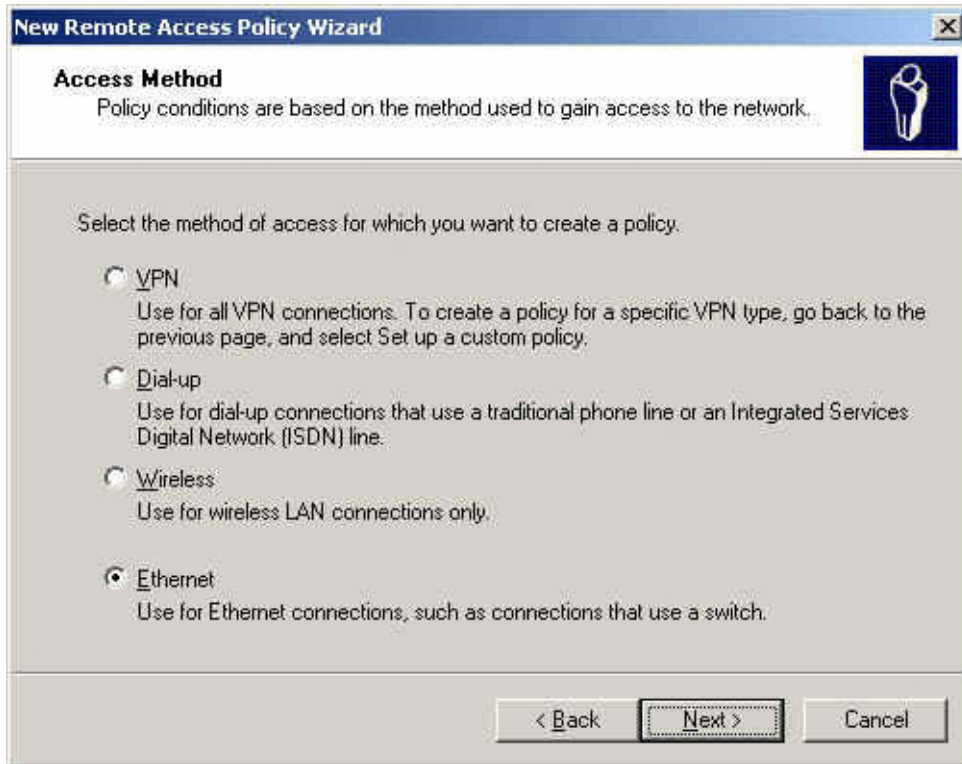 New Remote Access Policy Wizard
Access Method
Policy conditions are based on the method used to gain access to the network.
Select the method of access for which you want to create a policy.
VPN
Use for all VPN connections. To create a policy for a specific VPN type, go back to the
previous page, and select Set up a custom policy.
Dial-up
Use for dial-up connections that use a traditional phone line or an Integrated Services
Digital Network (ISDN) line.
Wireless
Use for wireless LAN connections only.
Ethernet
Use for Ethernet connections, such as connections that use a switch.
< Back Next > Cancel